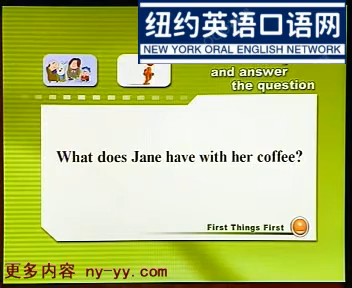 纽约英语口语网
NEW YORK ORAL ENGLISH NETWORK
and answer
the question
What does Jane have with her coffee?
First Things First
更多内容 ny-yy.com